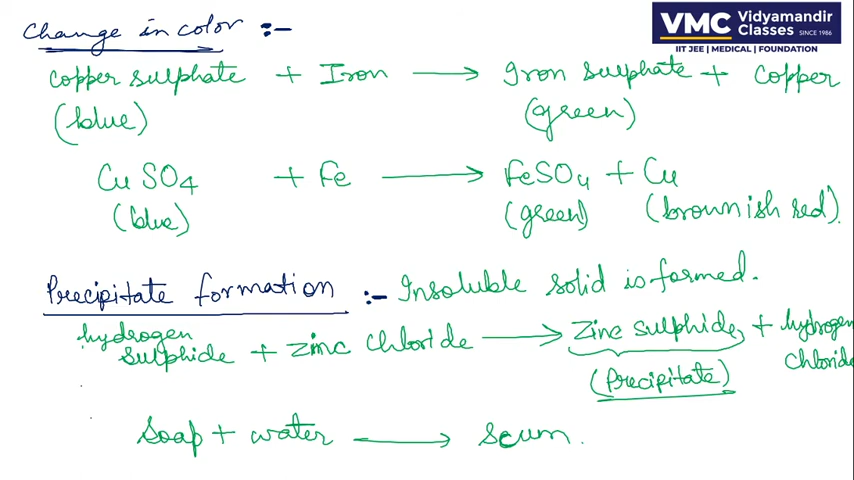 Change in color :-
VMC Vidyamandir Classes SINCE 1986
IIT JEE | MEDICAL | FOUNDATION
copper sulphate + Iron → Iron sulphate + copper
(blue) (green)
CuSO4 + Fe → FeSO4 + Cu
(blue) (green) (brownish red).
Precipitate formation :- Insoluble solid is formed.
hydrogen sulphide + zinc chloride → zinc sulphide + hydrogen chloride
(Precipitate)
soap + water → scum.